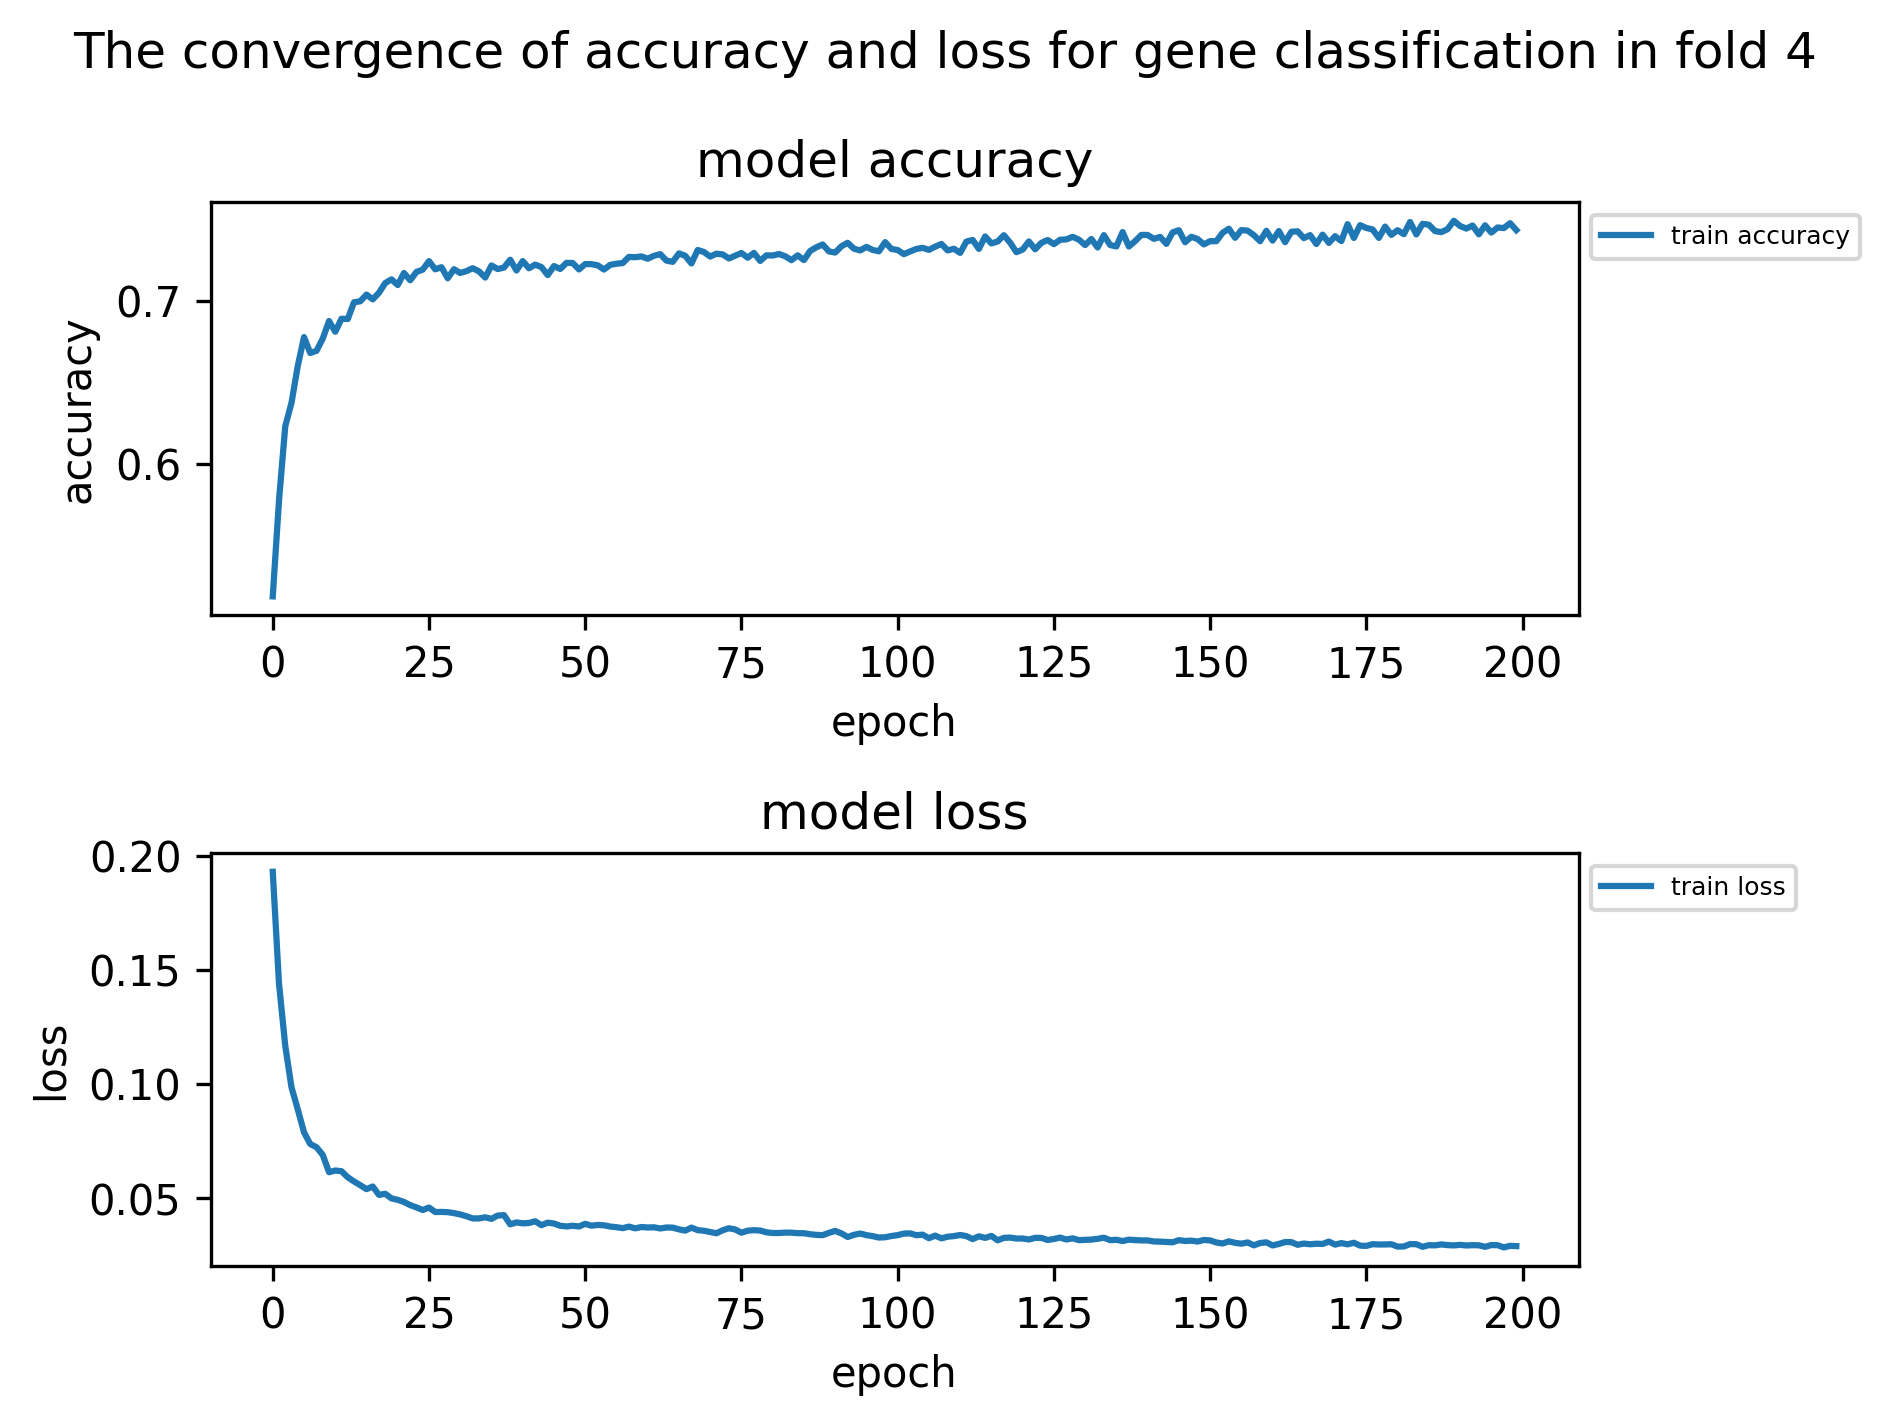 The convergence of accuracy and loss for gene classification in fold 4
model accuracy
train accuracy
0.7
0.6
accuracy
0 25 50 75 100 125 150 175 200
epoch
model loss
train loss
0.20
0.15
0.10
0.05
loss
0 25 50 75 100 125 150 175 200
epoch